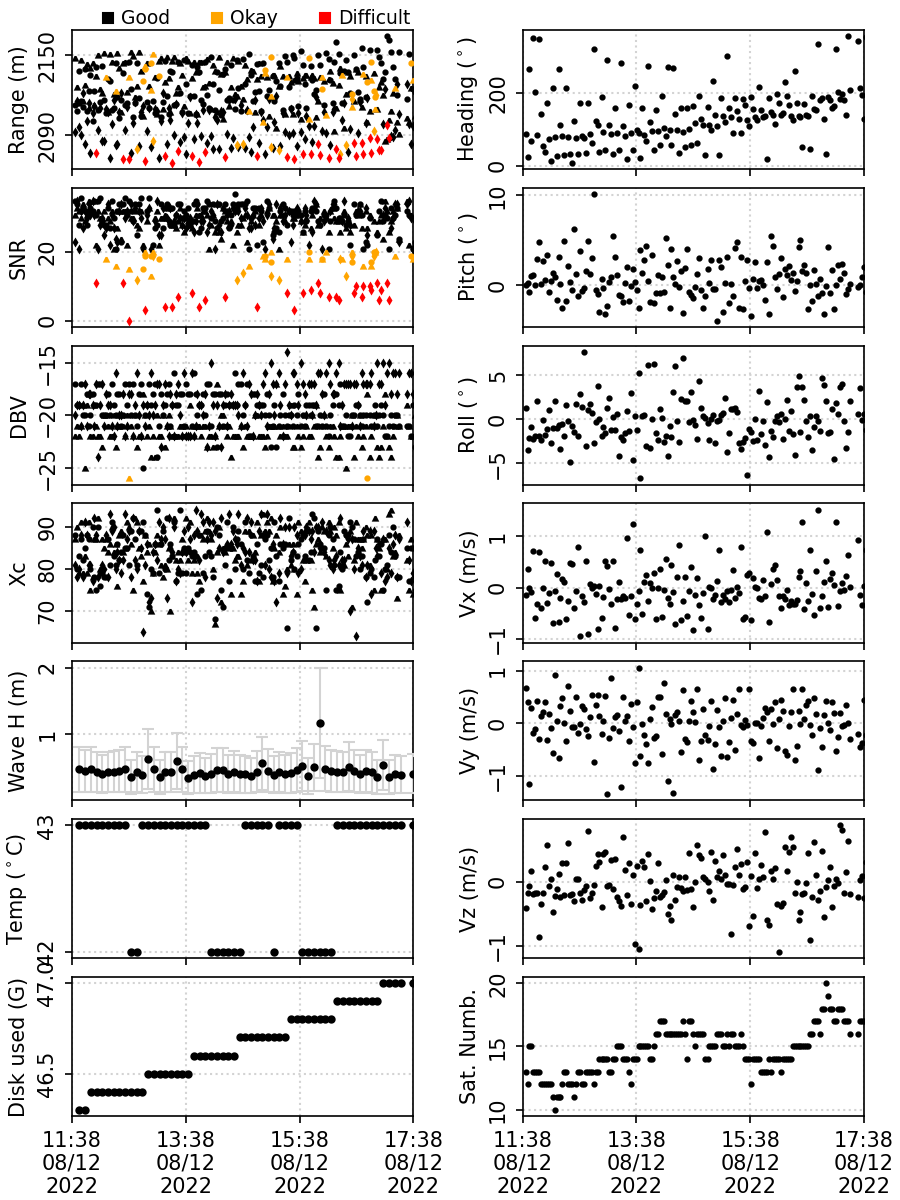 Good Okay Difficult
Range (m)
2150
2090
Heading (°)
200
0
SNR
20
0
Pitch (°)
10
0
DBV
−15
−20
−25
Roll (°)
5
0
−5
Xc
90
80
70
Vx (m/s)
1
0
−1
Wave H (m)
2
1
Vy (m/s)
1
0
−1
Temp (°C)
43
42
Vz (m/s)
0
−1
Disk used (G)
47.0
46.5
Sat. Numb.
20
15
10
11:38 13:38 15:38 17:38
08/12 08/12 08/12 08/12
2022 2022 2022 2022
11:38 13:38 15:38 17:38
08/12 08/12 08/12 08/12
2022 2022 2022 2022